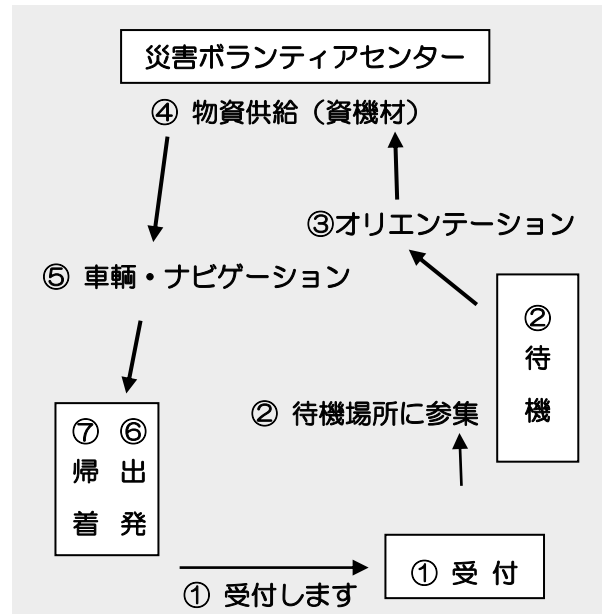 災害ボランティアセンター
④ 物資供給（資機材）
③オリエンテーション
⑤ 車輌・ナビゲーション
②待機
② 待機場所に参集
⑥出発
⑦帰着
① 受付
① 受付します